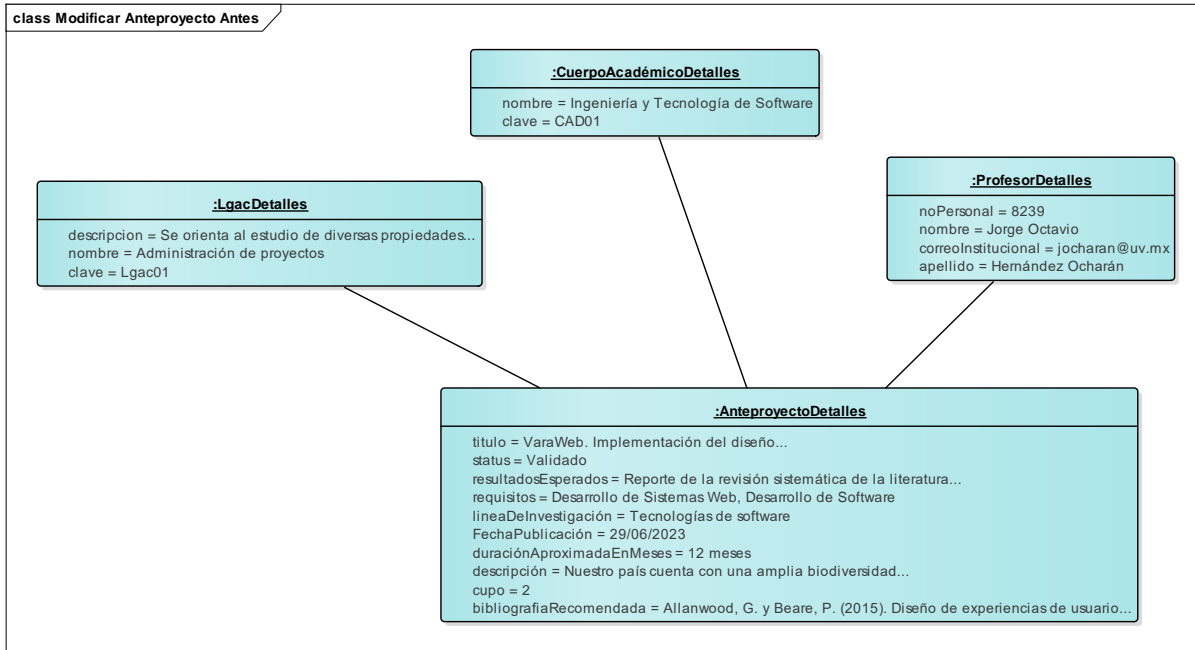 class Modificar Anteproyecto Antes
:CuerpoAcadémicoDetalles
nombre = Ingeniería y Tecnología de Software
clave = CAD01
:LgacDetalles
descripcion = Se orienta al estudio de diversas propiedades...
nombre = Administración de proyectos
clave = Lgac01
:ProfesorDetalles
noPersonal = 8239
nombre = Jorge Octavio
correoInstitucional = jocharan@uv.mx
apellido = Hernández Ocharán
:AnteproyectoDetalles
titulo = VaraWeb. Implementación del diseño...
status = Validado
resultadosEsperados = Reporte de la revisión sistemática de la literatura...
requisitos = Desarrollo de Sistemas Web, Desarrollo de Software
lineaDeInvestigación = Tecnologías de software
FechaPublicación = 29/06/2023
duraciónAproximadaEnMeses = 12 meses
descripción = Nuestro país cuenta con una amplia biodiversidad...
cupo = 2
bibliografiaRecomendada = Allanwood, G. y Beare, P. (2015). Diseño de experiencias de usuario...